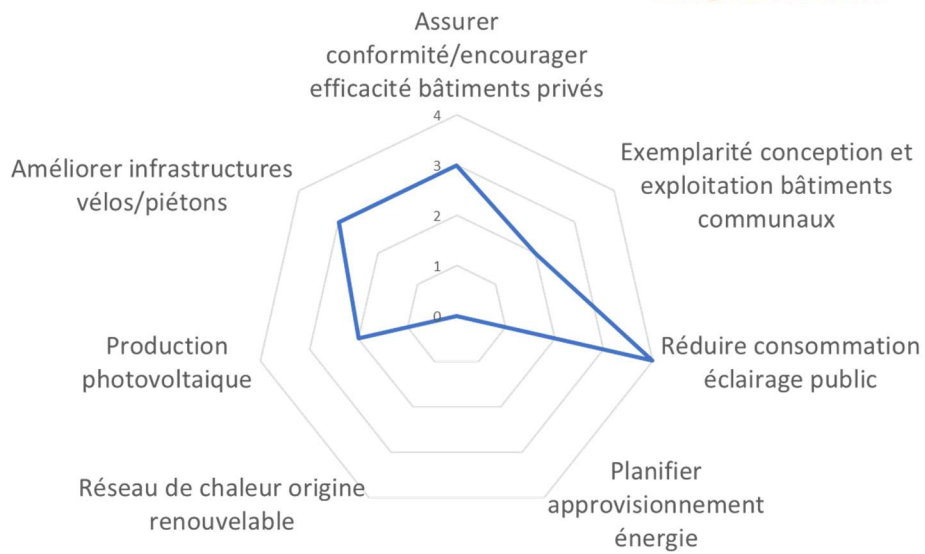 Assurer
conformité/encourager
efficacité bâtiments privés
4
3
2
1
0
Exemplarité conception et
exploitation bâtiments
communaux
Réduire consommation
éclairage public
Planifier
approvisionnement
énergie
Réseau de chaleur origine
renouvelable
Production
photovoltaique
Améliorer infrastructures
vélos/piétons